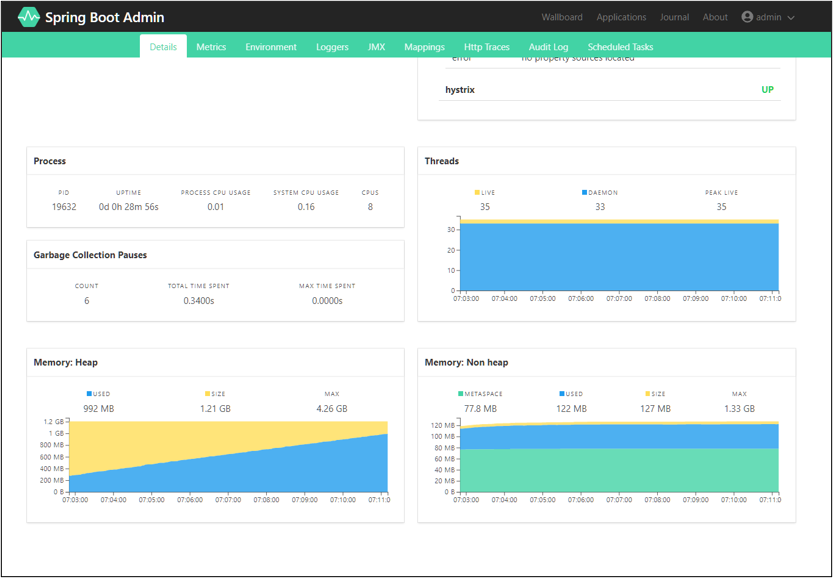 Spring Boot Admin
Wallboard Applications Journal About admin
Details Metrics Environment Loggers JMX Mappings Http Traces Audit Log Scheduled Tasks
error no property sources located
hystrix UP
Process
PID UPTIME PROCESS CPU USAGE SYSTEM CPU USAGE CPUS
19632 0d 0h 28m 56s 0.01 0.16 8
Garbage Collection Pauses
COUNT TOTAL TIME SPENT MAX TIME SPENT
6 0.3400s 0.0000s
Threads
LIVE DAEMON PEAK LIVE
35 33 35
30
20
10
0
07:03:00 07:04:00 07:05:00 07:06:00 07:07:00 07:08:00 07:09:00 07:10:00 07:11:0
Memory: Heap
USED SIZE MAX
992 MB 1.21 GB 4.26 GB
1.2 GB
1 GB
800 MB
600 MB
400 MB
200 MB
0 B
07:03:00 07:04:00 07:05:00 07:06:00 07:07:00 07:08:00 07:09:00 07:10:00 07:11:0
Memory: Non heap
METASPACE USED SIZE MAX
77.8 MB 122 MB 127 MB 1.33 GB
120 MB
100 MB
80 MB
60 MB
40 MB
20 MB
0 B
07:03:00 07:04:00 07:05:00 07:06:00 07:07:00 07:08:00 07:09:00 07:10:00 07:11:0